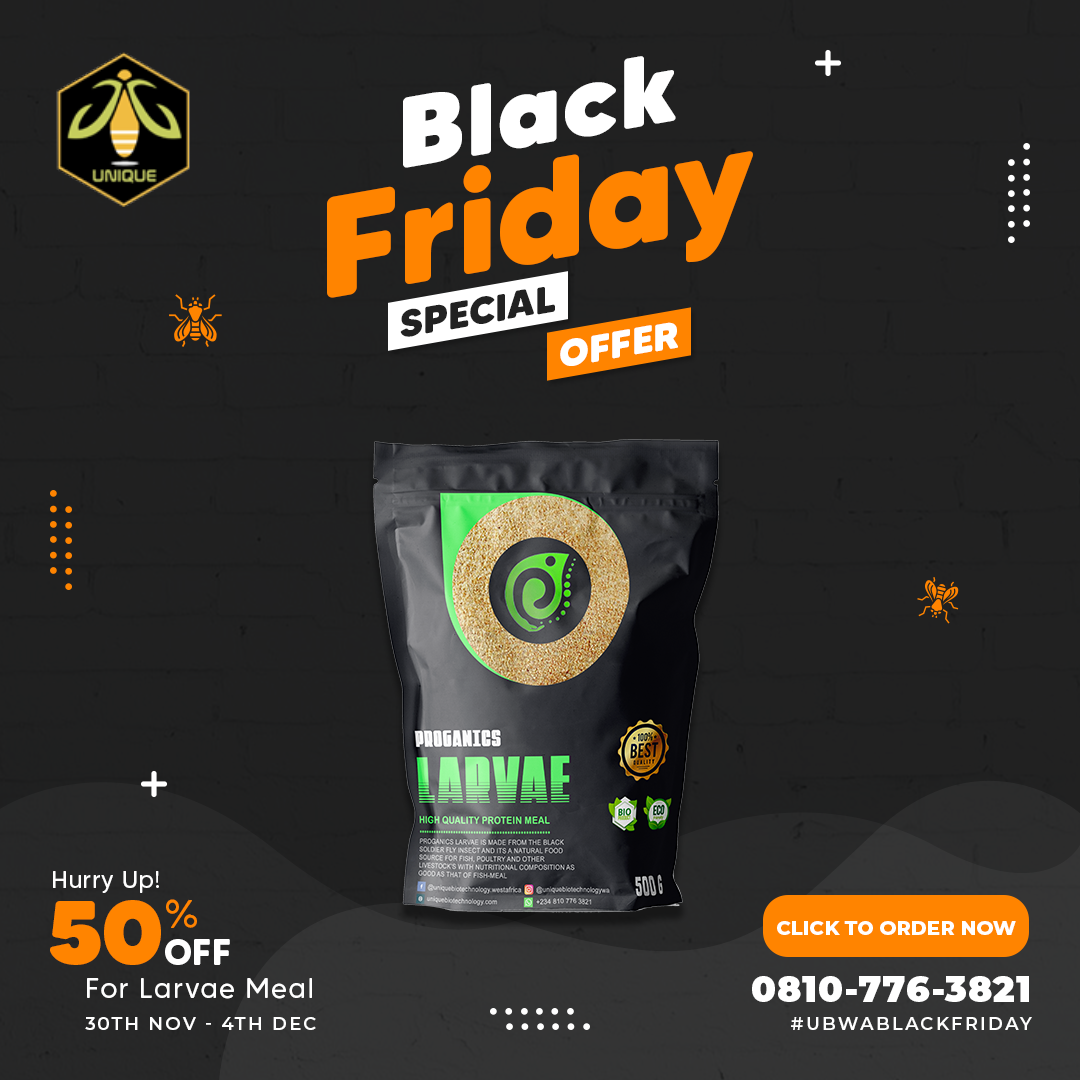 UNIQUE
Black
Friday
SPECIAL
OFFER
PROGANICS
LARVAE
HIGH QUALITY PROTEIN MEAL
PROGANICS LARVAE IS MADE FROM THE BLACK
SOLDIER FLY INSECT AND ITS A NATURAL FOOD
SOURCE FOR FISH, POULTRY AND OTHER
LIVESTOCK'S WITH NUTRITIONAL COMPOSITION AS
GOOD AS THAT OF FISH-MEAL
@uniquebiotechnology.westafrica @uniquebiotechnologywa
uniquebiotechnology.com +234 810 776 3821
100%
BEST
QUALITY
BIO
ECO
500 G
Hurry Up!
50% OFF
For Larvae Meal
30TH NOV - 4TH DEC
CLICK TO ORDER NOW
0810-776-3821
#UBWABLACKFRIDAY